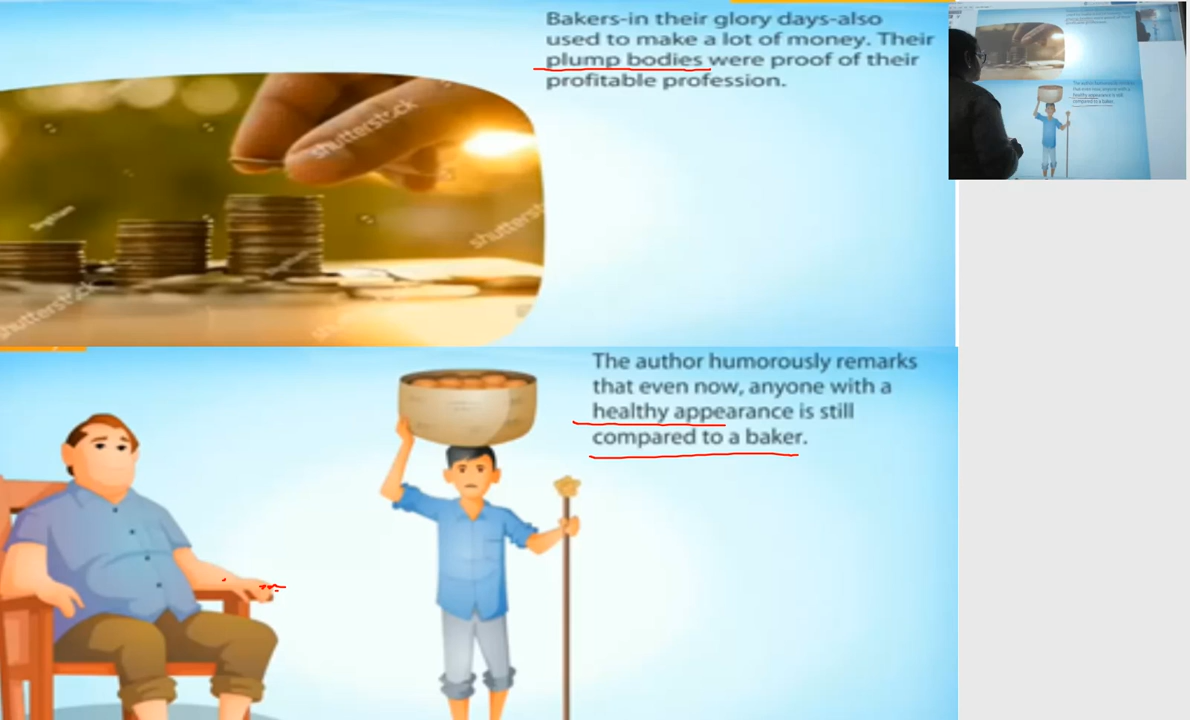 Bakers-in their glory days-also
used to make a lot of money. Their
plump bodies were proof of their
profitable profession.
shutterstock
shutterstock
shutterstock
The author humorously remarks
that even now, anyone with a
healthy appearance is still
compared to a baker.